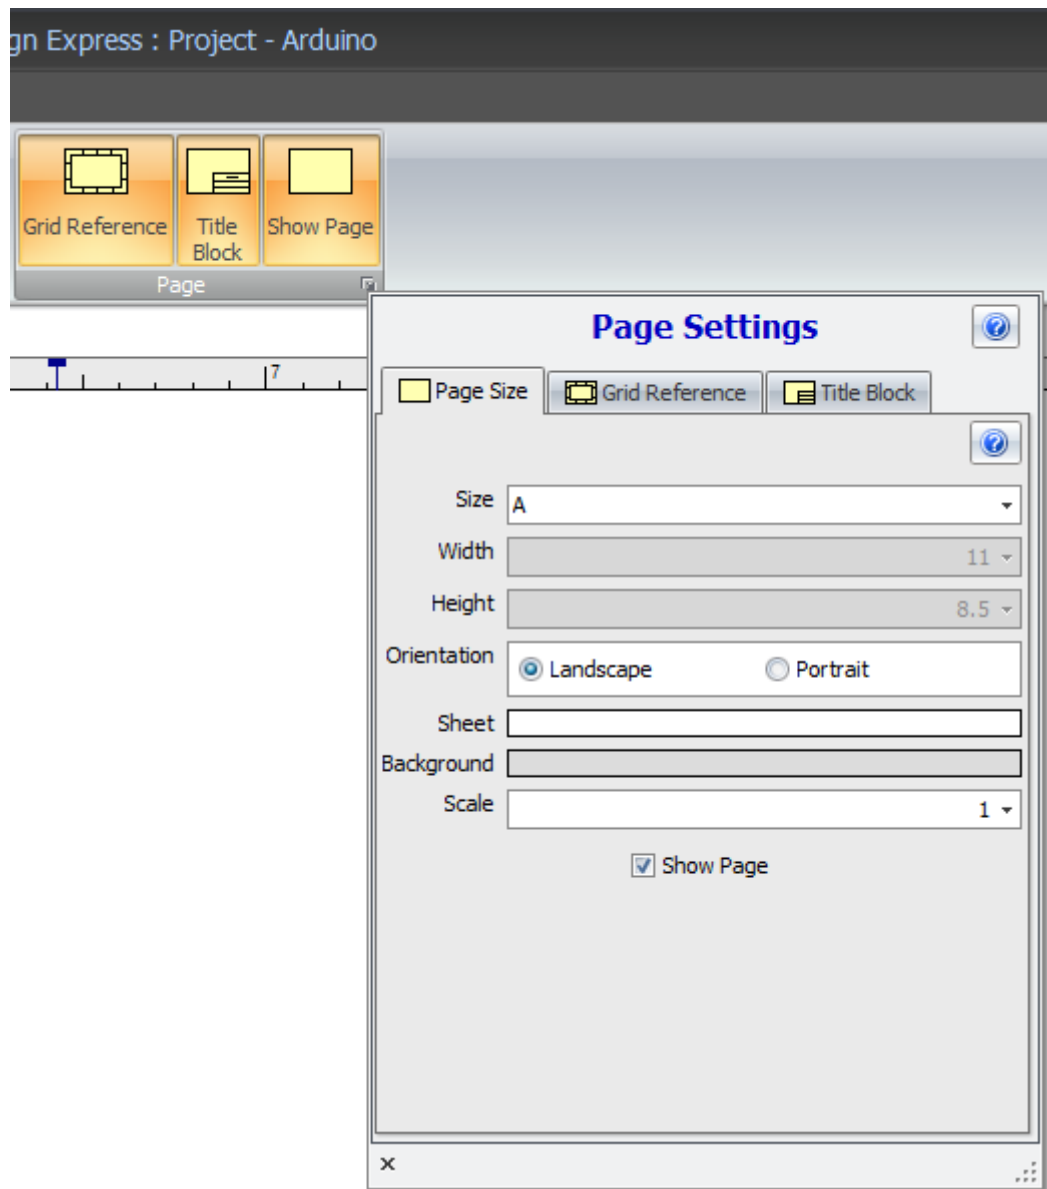 gn Express : Project - Arduino
Grid Reference
Title
Block
Show Page
Page
7
Page Settings
Page Size
Grid Reference
Title Block
Size
A
Width
11
Height
8.5
Orientation
Landscape
Portrait
Sheet
Background
Scale
1
Show Page